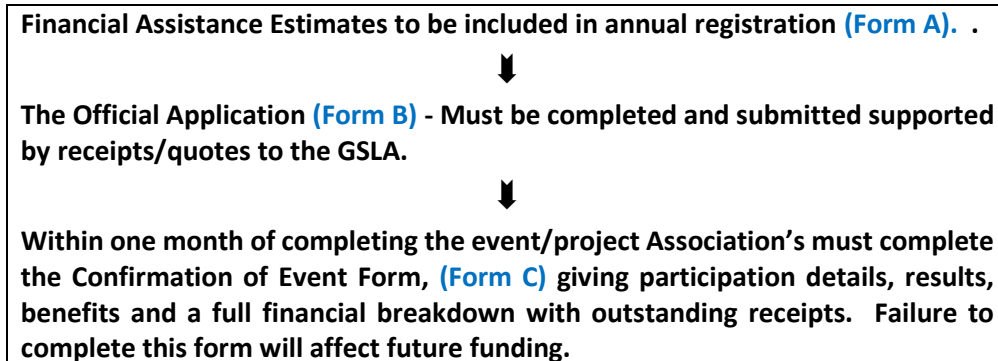 Financial Assistance Estimates to be included in annual registration (Form A). .
The Official Application (Form B) - Must be completed and submitted supported
by receipts/quotes to the GSLA.
Within one month of completing the event/project Association's must complete
the Confirmation of Event Form, (Form C) giving participation details, results,
benefits and a full financial breakdown with outstanding receipts. Failure to
complete this form will affect future funding.